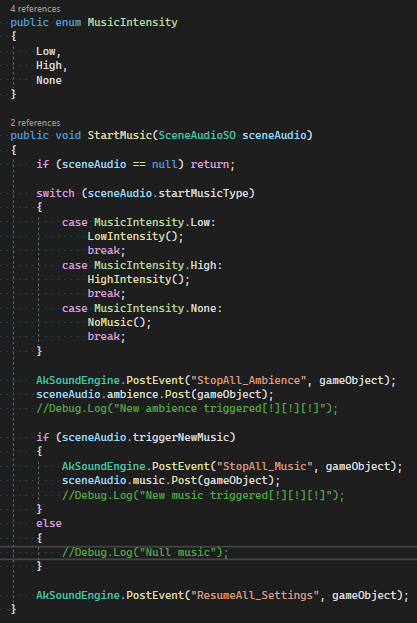 4 references
public enum MusicIntensity
{
    Low,
    High,
    None
}
2 references
public void StartMusic(SceneAudioSO sceneAudio)
{
    if (sceneAudio == null) return;
    switch (sceneAudio.startMusicType)
    {
        case MusicIntensity.Low:
            LowIntensity();
            break;
        case MusicIntensity.High:
            HighIntensity();
            break;
        case MusicIntensity.None:
            NoMusic();
            break;
    }
    AkSoundEngine.PostEvent("StopAll_Ambience", gameObject);
    sceneAudio.ambience.Post(gameObject);
    //Debug.Log("New ambience triggered[!][!][!]");
    if (sceneAudio.triggerNewMusic)
    {
        AkSoundEngine.PostEvent("StopAll_Music", gameObject);
        sceneAudio.music.Post(gameObject);
        //Debug.Log("New music triggered[!][!][!]");
    }
    else
    {
        //Debug.Log("Null music");
    }
    AkSoundEngine.PostEvent("ResumeAll_Settings", gameObject);
}